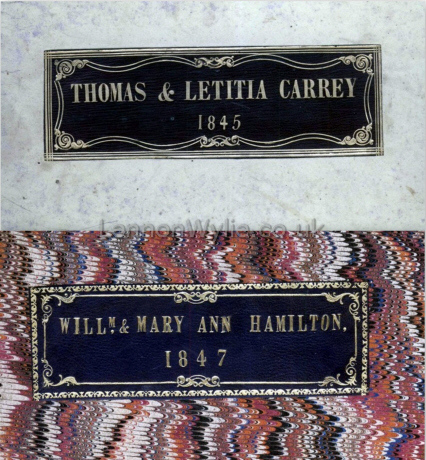 THOMAS & LETITIA CARREY
1845
LennonWylie.co.uk
WILLM & MARY ANN HAMILTON,
1847